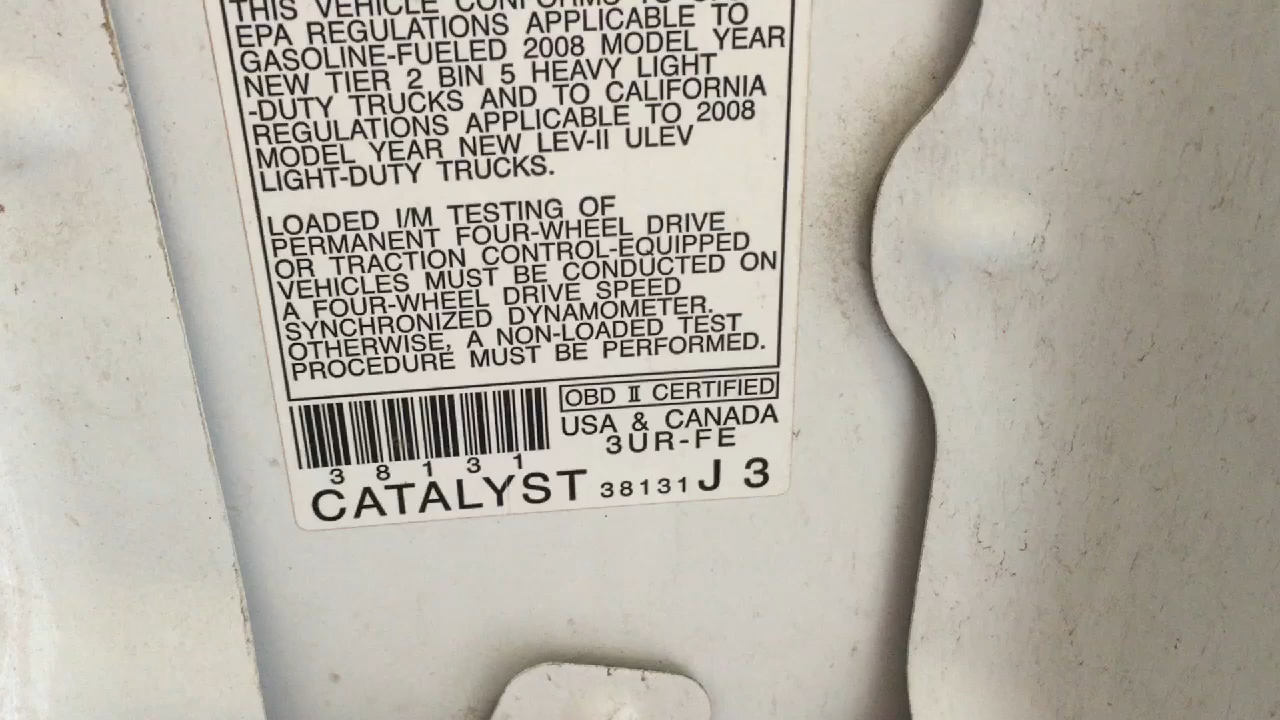 THIS VEHICLE CONFORMS TO
EPA REGULATIONS APPLICABLE TO
GASOLINE-FUELED 2008 MODEL YEAR
NEW TIER 2 BIN 5 HEAVY LIGHT
-DUTY TRUCKS AND TO CALIFORNIA
REGULATIONS APPLICABLE TO 2008
MODEL YEAR NEW LEV-II ULEV
LIGHT-DUTY TRUCKS.
LOADED I/M TESTING OF
PERMANENT FOUR-WHEEL DRIVE
OR TRACTION CONTROL-EQUIPPED
VEHICLES MUST BE CONDUCTED ON
A FOUR-WHEEL DRIVE SPEED
SYNCHRONIZED DYNAMOMETER.
OTHERWISE, A NON-LOADED TEST
PROCEDURE MUST BE PERFORMED.
OBD II CERTIFIED
USA & CANADA
3UR-FE
3 8 1 3 1
CATALYST 38131 J 3